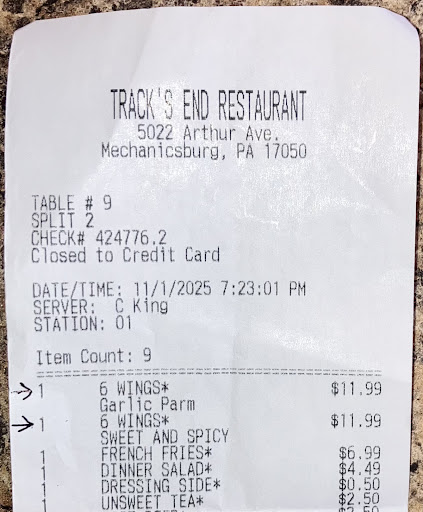 TRACK'S END RESTAURANT
5022 Arthur Ave.
Mechanicsburg, PA 17050
TABLE # 9
SPLIT 2
CHECK# 424776.2
Closed to Credit Card
DATE/TIME: 11/1/2025 7:23:01 PM
SERVER: C King
STATION: 01
Item Count: 9
1 6 WINGS* $11.99
Garlic Parm
1 6 WINGS* $11.99
SWEET AND SPICY
1 FRENCH FRIES* $6.99
1 DINNER SALAD* $4.49
1 DRESSING SIDE* $0.50
1 UNSWEET TEA* $2.50